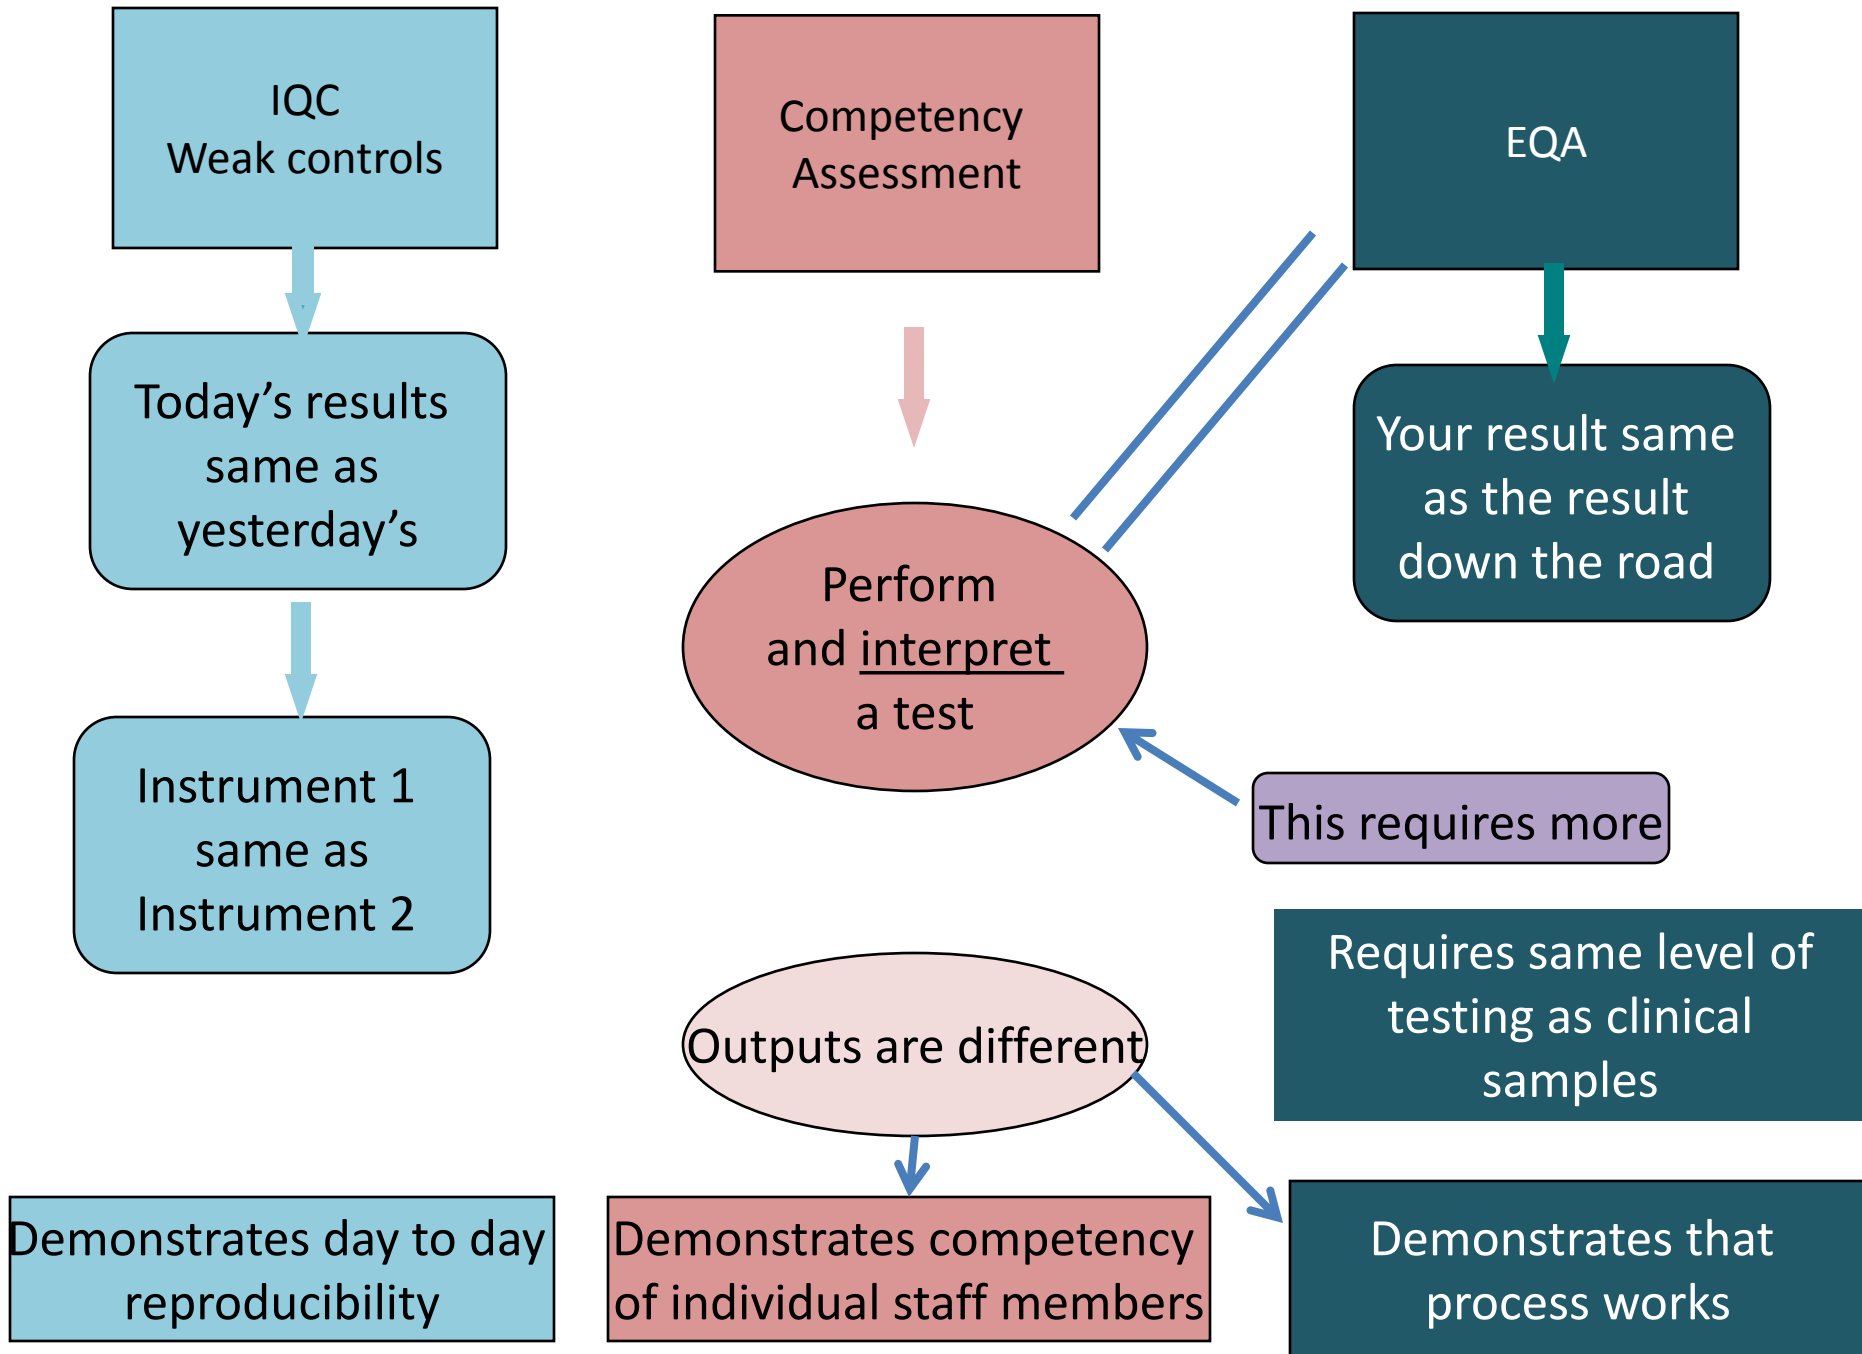 IQC
Weak controls
Competency
Assessment
EQA
Today’s results
same as
yesterday’s
Your result same
as the result
down the road
Perform
and interpret
a test
Instrument 1
same as
Instrument 2
This requires more
Requires same level of
testing as clinical
samples
Outputs are different
Demonstrates day to day
reproducibility
Demonstrates competency
of individual staff members
Demonstrates that
process works